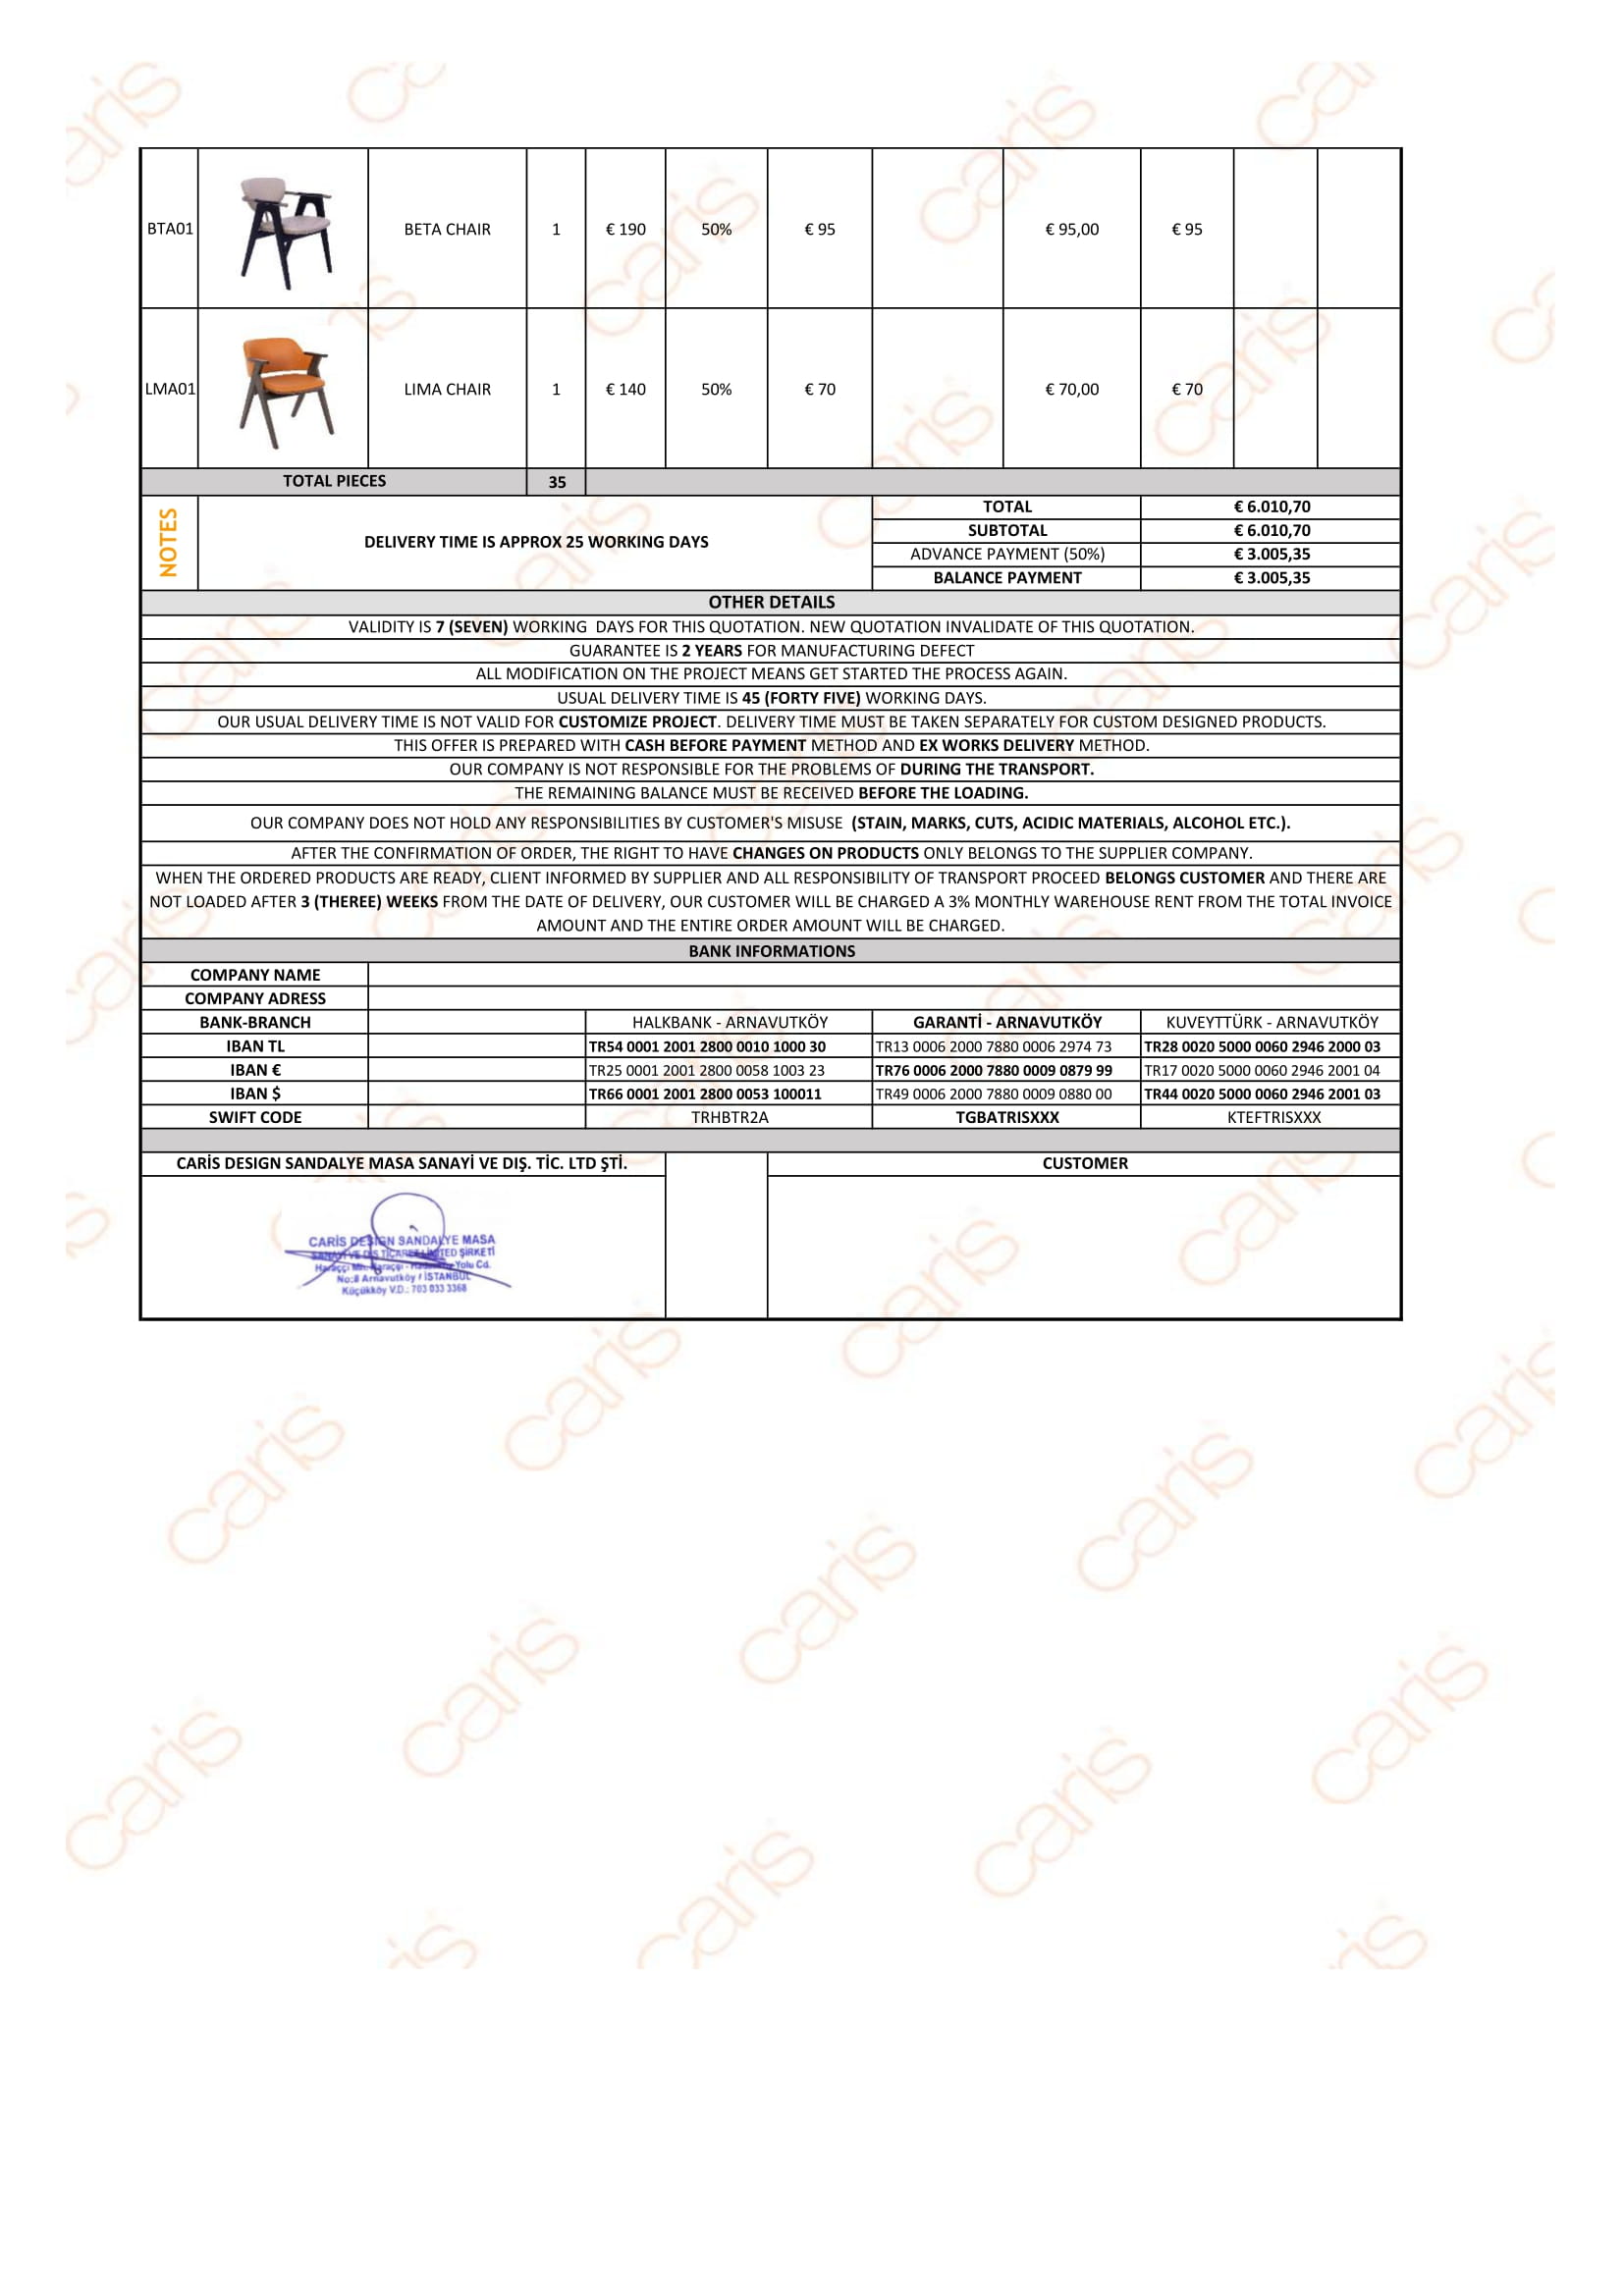 BTA01 BETA CHAIR 1 € 190 50% € 95 € 95,00 € 95
LMA01 LIMA CHAIR 1 € 140 50% € 70 € 70,00 € 70
TOTAL PIECES 35
NOTES
DELIVERY TIME IS APPROX 25 WORKING DAYS
TOTAL € 6.010,70
SUBTOTAL € 6.010,70
ADVANCE PAYMENT (50%) € 3.005,35
BALANCE PAYMENT € 3.005,35
OTHER DETAILS
VALIDITY IS 7 (SEVEN) WORKING DAYS FOR THIS QUOTATION. NEW QUOTATION INVALIDATE OF THIS QUOTATION.
GUARANTEE IS 2 YEARS FOR MANUFACTURING DEFECT
ALL MODIFICATION ON THE PROJECT MEANS GET STARTED THE PROCESS AGAIN.
USUAL DELIVERY TIME IS 45 (FORTY FIVE) WORKING DAYS.
OUR USUAL DELIVERY TIME IS NOT VALID FOR CUSTOMIZE PROJECT. DELIVERY TIME MUST BE TAKEN SEPARATELY FOR CUSTOM DESIGNED PRODUCTS.
THIS OFFER IS PREPARED WITH CASH BEFORE PAYMENT METHOD AND EX WORKS DELIVERY METHOD.
OUR COMPANY IS NOT RESPONSIBLE FOR THE PROBLEMS OF DURING THE TRANSPORT.
THE REMAINING BALANCE MUST BE RECEIVED BEFORE THE LOADING.
OUR COMPANY DOES NOT HOLD ANY RESPONSIBILITIES BY CUSTOMER'S MISUSE (STAIN, MARKS, CUTS, ACIDIC MATERIALS, ALCOHOL ETC.).
AFTER THE CONFIRMATION OF ORDER, THE RIGHT TO HAVE CHANGES ON PRODUCTS ONLY BELONGS TO THE SUPPLIER COMPANY.
WHEN THE ORDERED PRODUCTS ARE READY, CLIENT INFORMED BY SUPPLIER AND ALL RESPONSIBILITY OF TRANSPORT PROCEED BELONGS CUSTOMER AND THERE ARE
NOT LOADED AFTER 3 (THEREE) WEEKS FROM THE DATE OF DELIVERY, OUR CUSTOMER WILL BE CHARGED A 3% MONTHLY WAREHOUSE RENT FROM THE TOTAL INVOICE
AMOUNT AND THE ENTIRE ORDER AMOUNT WILL BE CHARGED.
BANK INFORMATIONS
COMPANY NAME
COMPANY ADRESS
BANK-BRANCH HALKBANK - ARNAVUTKÖY GARANTİ - ARNAVUTKÖY KUVEYTTÜRK - ARNAVUTKÖY
IBAN TL TR54 0001 2001 2800 0010 1000 30 TR13 0006 2000 7880 0006 2974 73 TR28 0020 5000 0060 2946 2000 03
IBAN € TR25 0001 2001 2800 0058 1003 23 TR76 0006 2000 7880 0009 0879 99 TR17 0020 5000 0060 2946 2001 04
IBAN $ TR66 0001 2001 2800 0053 100011 TR49 0006 2000 7880 0009 0880 00 TR44 0020 5000 0060 2946 2001 03
SWIFT CODE TRHBTR2A TGBATRISXXX KTEFTRISXXX
CARİS DESIGN SANDALYE MASA SANAYİ VE DIŞ. TİC. LTD ŞTİ. CUSTOMER
CARİS DESIGN SANDALYE MASA
SANAYİ VE DIŞ TİCARET LİMITED ŞİRKETİ
Yolu Cd.
No:8 Arnavutköy / İSTANBUL
Küçükköy V.D.: 703 033 3368
caris